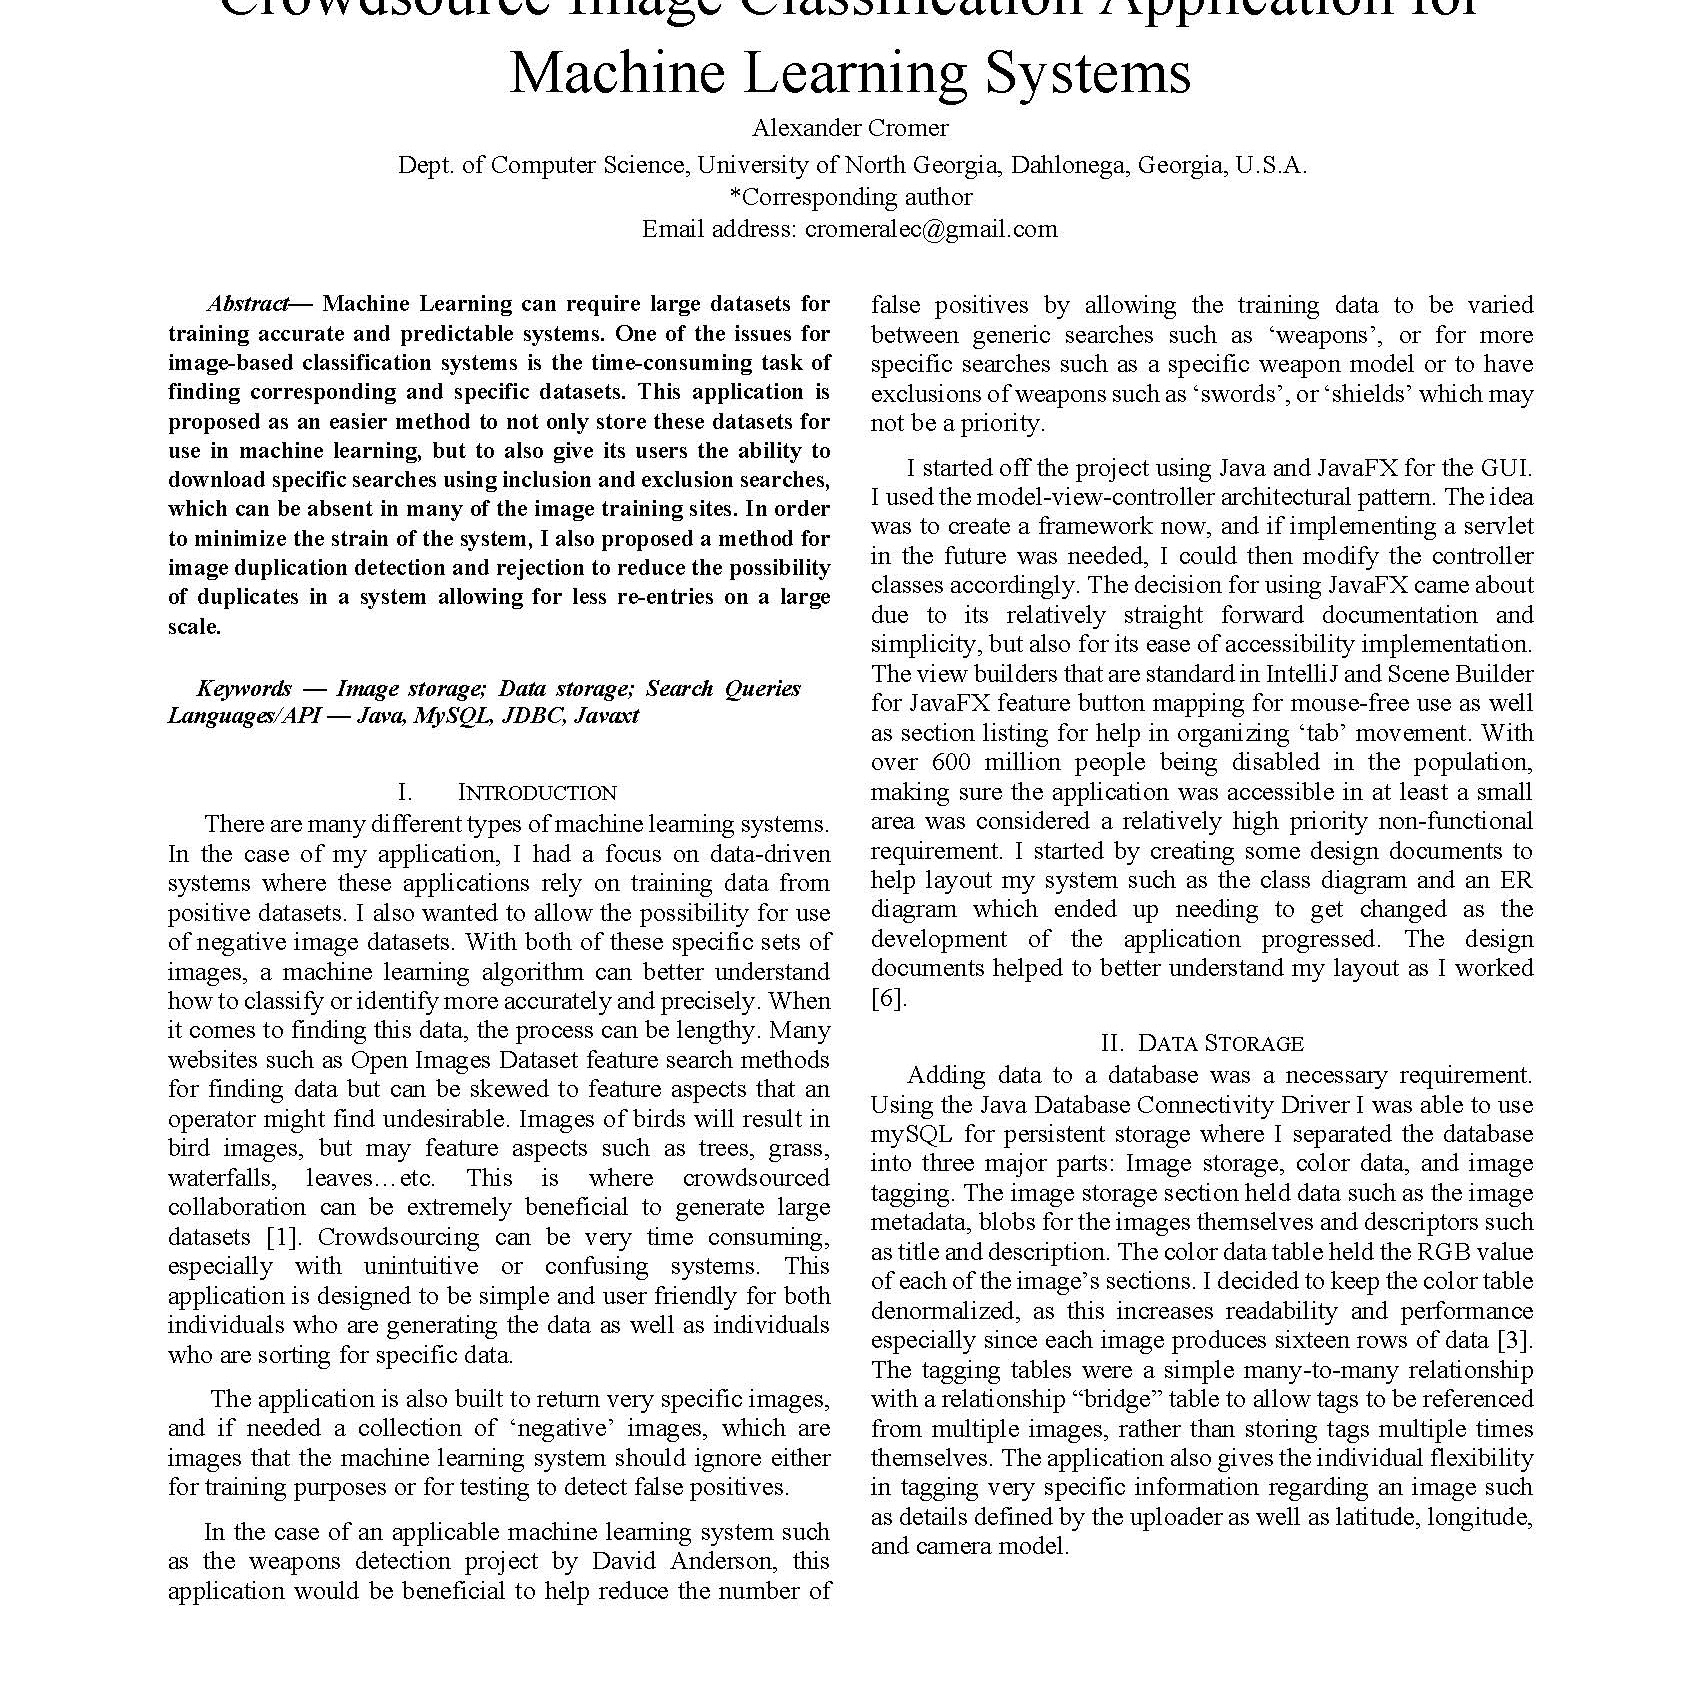 Crowdsource Image Classification Application for
Machine Learning Systems
Alexander Cromer
Dept. of Computer Science, University of North Georgia, Dahlonega, Georgia, U.S.A.
*Corresponding author
Email address: cromeralec@gmail.com
Abstract— Machine Learning can require large datasets for
training accurate and predictable systems. One of the issues for
image-based classification systems is the time-consuming task of
finding corresponding and specific datasets. This application is
proposed as an easier method to not only store these datasets for
use in machine learning, but to also give its users the ability to
download specific searches using inclusion and exclusion searches,
which can be absent in many of the image training sites. In order
to minimize the strain of the system, I also proposed a method for
image duplication detection and rejection to reduce the possibility
of duplicates in a system allowing for less re-entries on a large
scale.
Keywords — Image storage; Data storage; Search Queries
Languages/API — Java, MySQL, JDBC, Javaxt
I. INTRODUCTION
There are many different types of machine learning systems.
In the case of my application, I had a focus on data-driven
systems where these applications rely on training data from
positive datasets. I also wanted to allow the possibility for use
of negative image datasets. With both of these specific sets of
images, a machine learning algorithm can better understand
how to classify or identify more accurately and precisely. When
it comes to finding this data, the process can be lengthy. Many
websites such as Open Images Dataset feature search methods
for finding data but can be skewed to feature aspects that an
operator might find undesirable. Images of birds will result in
bird images, but may feature aspects such as trees, grass,
waterfalls, leaves…etc. This is where crowdsourced
collaboration can be extremely beneficial to generate large
datasets [1]. Crowdsourcing can be very time consuming,
especially with unintuitive or confusing systems. This
application is designed to be simple and user friendly for both
individuals who are generating the data as well as individuals
who are sorting for specific data.
The application is also built to return very specific images,
and if needed a collection of ‘negative’ images, which are
images that the machine learning system should ignore either
for training purposes or for testing to detect false positives.
In the case of an applicable machine learning system such
as the weapons detection project by David Anderson, this
application would be beneficial to help reduce the number of
false positives by allowing the training data to be varied
between generic searches such as ‘weapons’, or for more
specific searches such as a specific weapon model or to have
exclusions of weapons such as ‘swords’, or ‘shields’ which may
not be a priority.
I started off the project using Java and JavaFX for the GUI.
I used the model-view-controller architectural pattern. The idea
was to create a framework now, and if implementing a servlet
in the future was needed, I could then modify the controller
classes accordingly. The decision for using JavaFX came about
due to its relatively straight forward documentation and
simplicity, but also for its ease of accessibility implementation.
The view builders that are standard in IntelliJ and Scene Builder
for JavaFX feature button mapping for mouse-free use as well
as section listing for help in organizing ‘tab’ movement. With
over 600 million people being disabled in the population,
making sure the application was accessible in at least a small
area was considered a relatively high priority non-functional
requirement. I started by creating some design documents to
help layout my system such as the class diagram and an ER
diagram which ended up needing to get changed as the
development of the application progressed. The design
documents helped to better understand my layout as I worked
[6].
II. DATA STORAGE
Adding data to a database was a necessary requirement.
Using the Java Database Connectivity Driver I was able to use
mySQL for persistent storage where I separated the database
into three major parts: Image storage, color data, and image
tagging. The image storage section held data such as the image
metadata, blobs for the images themselves and descriptors such
as title and description. The color data table held the RGB value
of each of the image’s sections. I decided to keep the color table
denormalized, as this increases readability and performance
especially since each image produces sixteen rows of data [3].
The tagging tables were a simple many-to-many relationship
with a relationship “bridge” table to allow tags to be referenced
from multiple images, rather than storing tags multiple times
themselves. The application also gives the individual flexibility
in tagging very specific information regarding an image such
as details defined by the uploader as well as latitude, longitude,
and camera model.